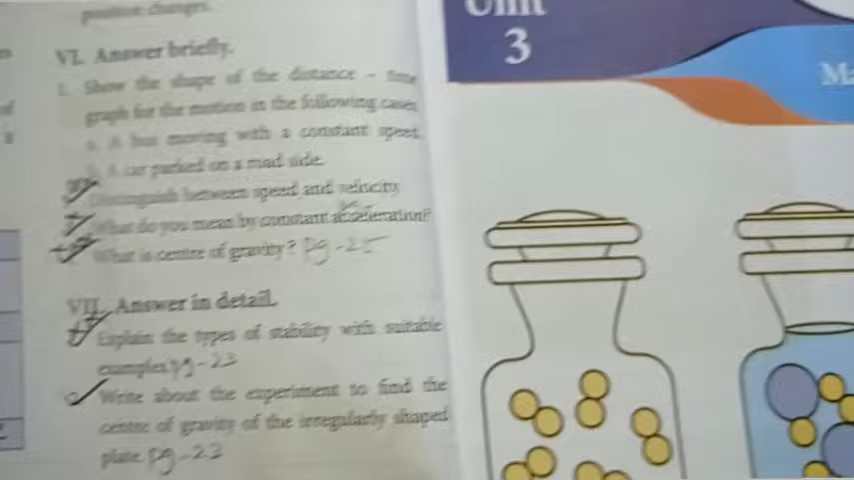 position changes.
VI. Answer briefly.
1. Show the shape of the distance – time
graph for the motion in the following cases
a. A bus moving with a constant speed.
b. A car parked on a road side.
Distinguish between speed and velocity
What do you mean by constant acceleration?
What is centre of gravity? pg-25
VII. Answer in detail.
Explain the types of stability with suitable
examples. pg-23
Write about the experiment to find the
centre of gravity of the irregularly shaped
plate. pg-22
Unit
3
Ma